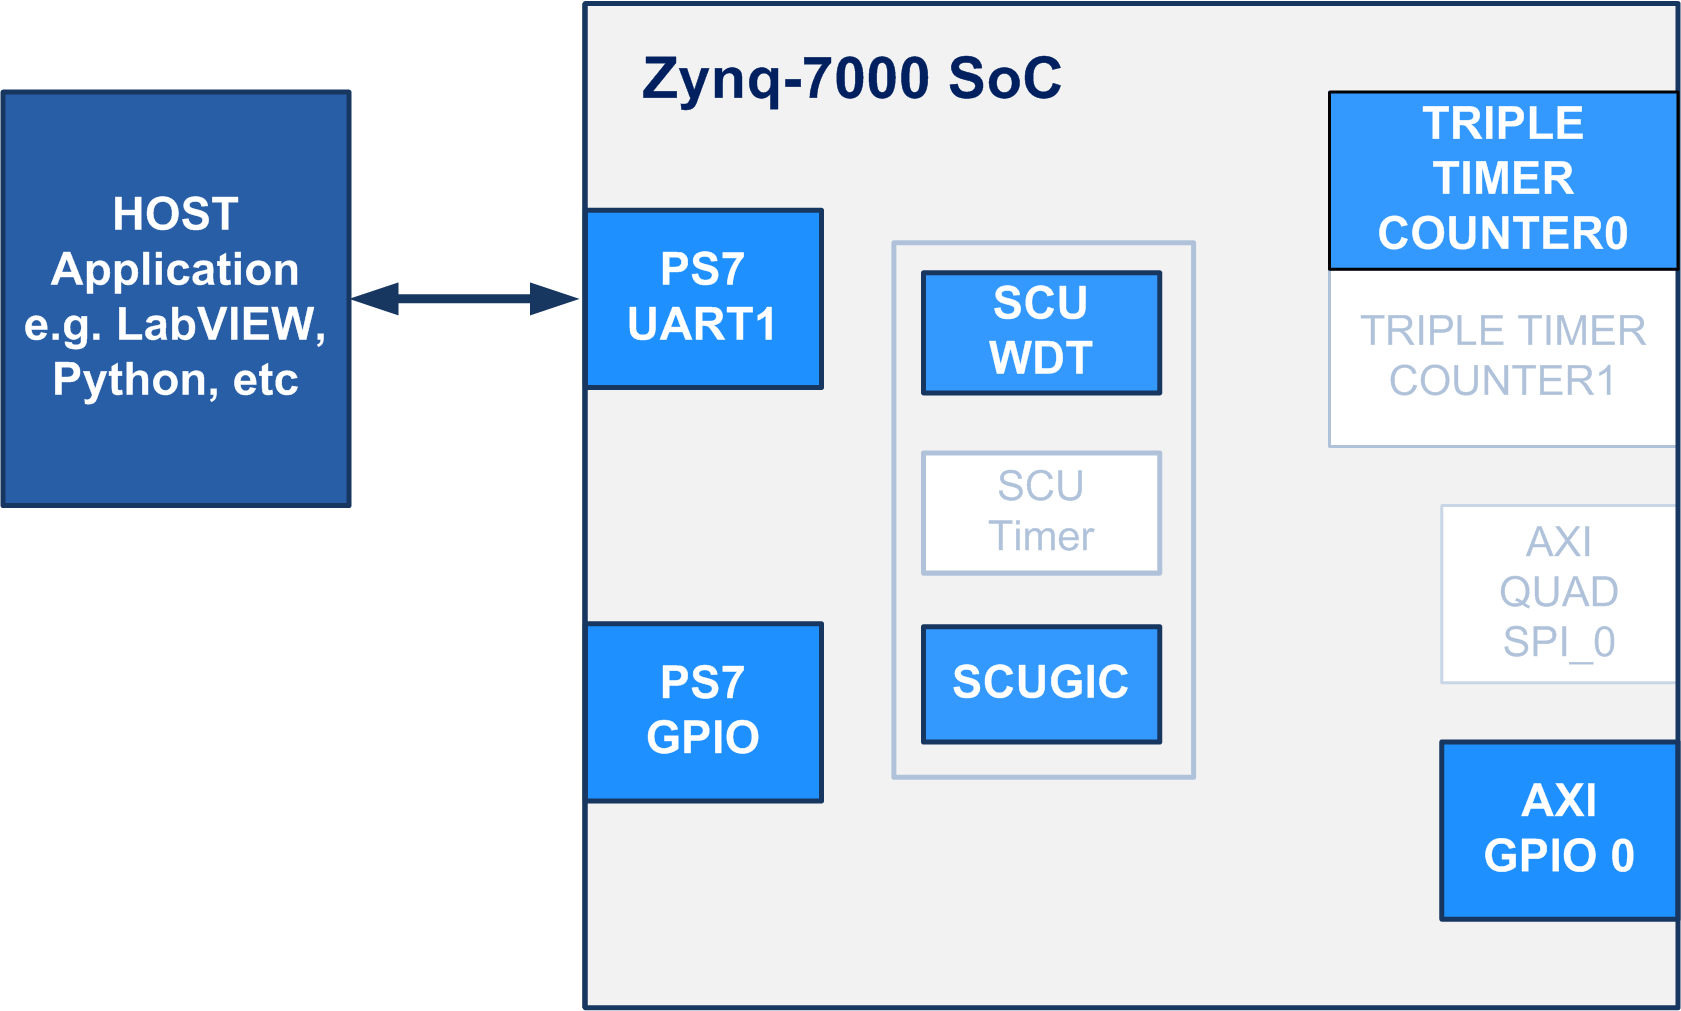 Zynq-7000 SoC
HOST
Application
e.g. LabVIEW,
Python, etc
PS7
UART1
PS7
GPIO
SCU
WDT
SCU
Timer
SCUGIC
TRIPLE
TIMER
COUNTER0
TRIPLE TIMER
COUNTER1
AXI
QUAD
SPI_0
AXI
GPIO 0